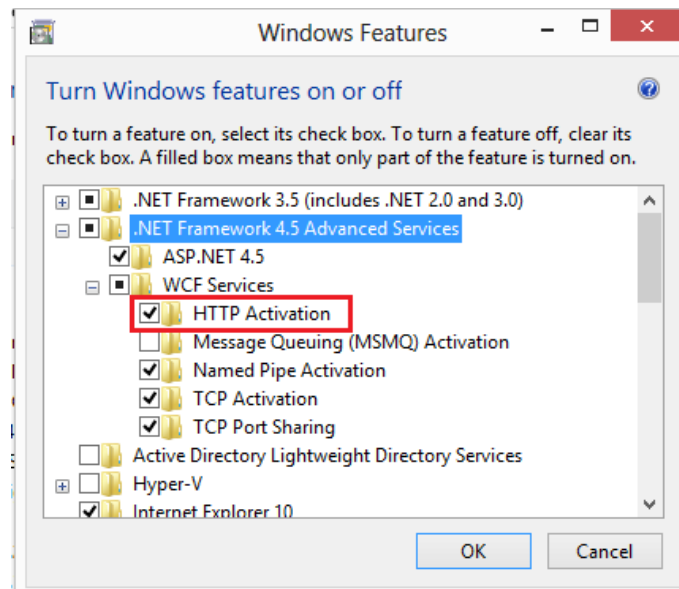 Windows Features
Turn Windows features on or off
To turn a feature on, select its check box. To turn a feature off, clear its
check box. A filled box means that only part of the feature is turned on.
.NET Framework 3.5 (includes .NET 2.0 and 3.0)
.NET Framework 4.5 Advanced Services
ASP.NET 4.5
WCF Services
HTTP Activation
Message Queuing (MSMQ) Activation
Named Pipe Activation
TCP Activation
TCP Port Sharing
Active Directory Lightweight Directory Services
Hyper-V
Internet Explorer 10
OK Cancel